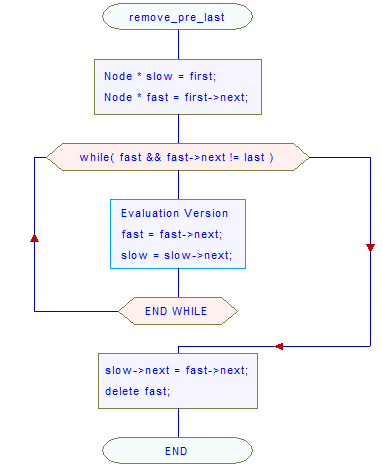 remove_pre_last
Node * slow = first;
Node * fast = first->next;
while( fast && fast->next != last )
Evaluation Version
fast = fast->next;
slow = slow->next;
END WHILE
slow->next = fast->next;
delete fast;
END